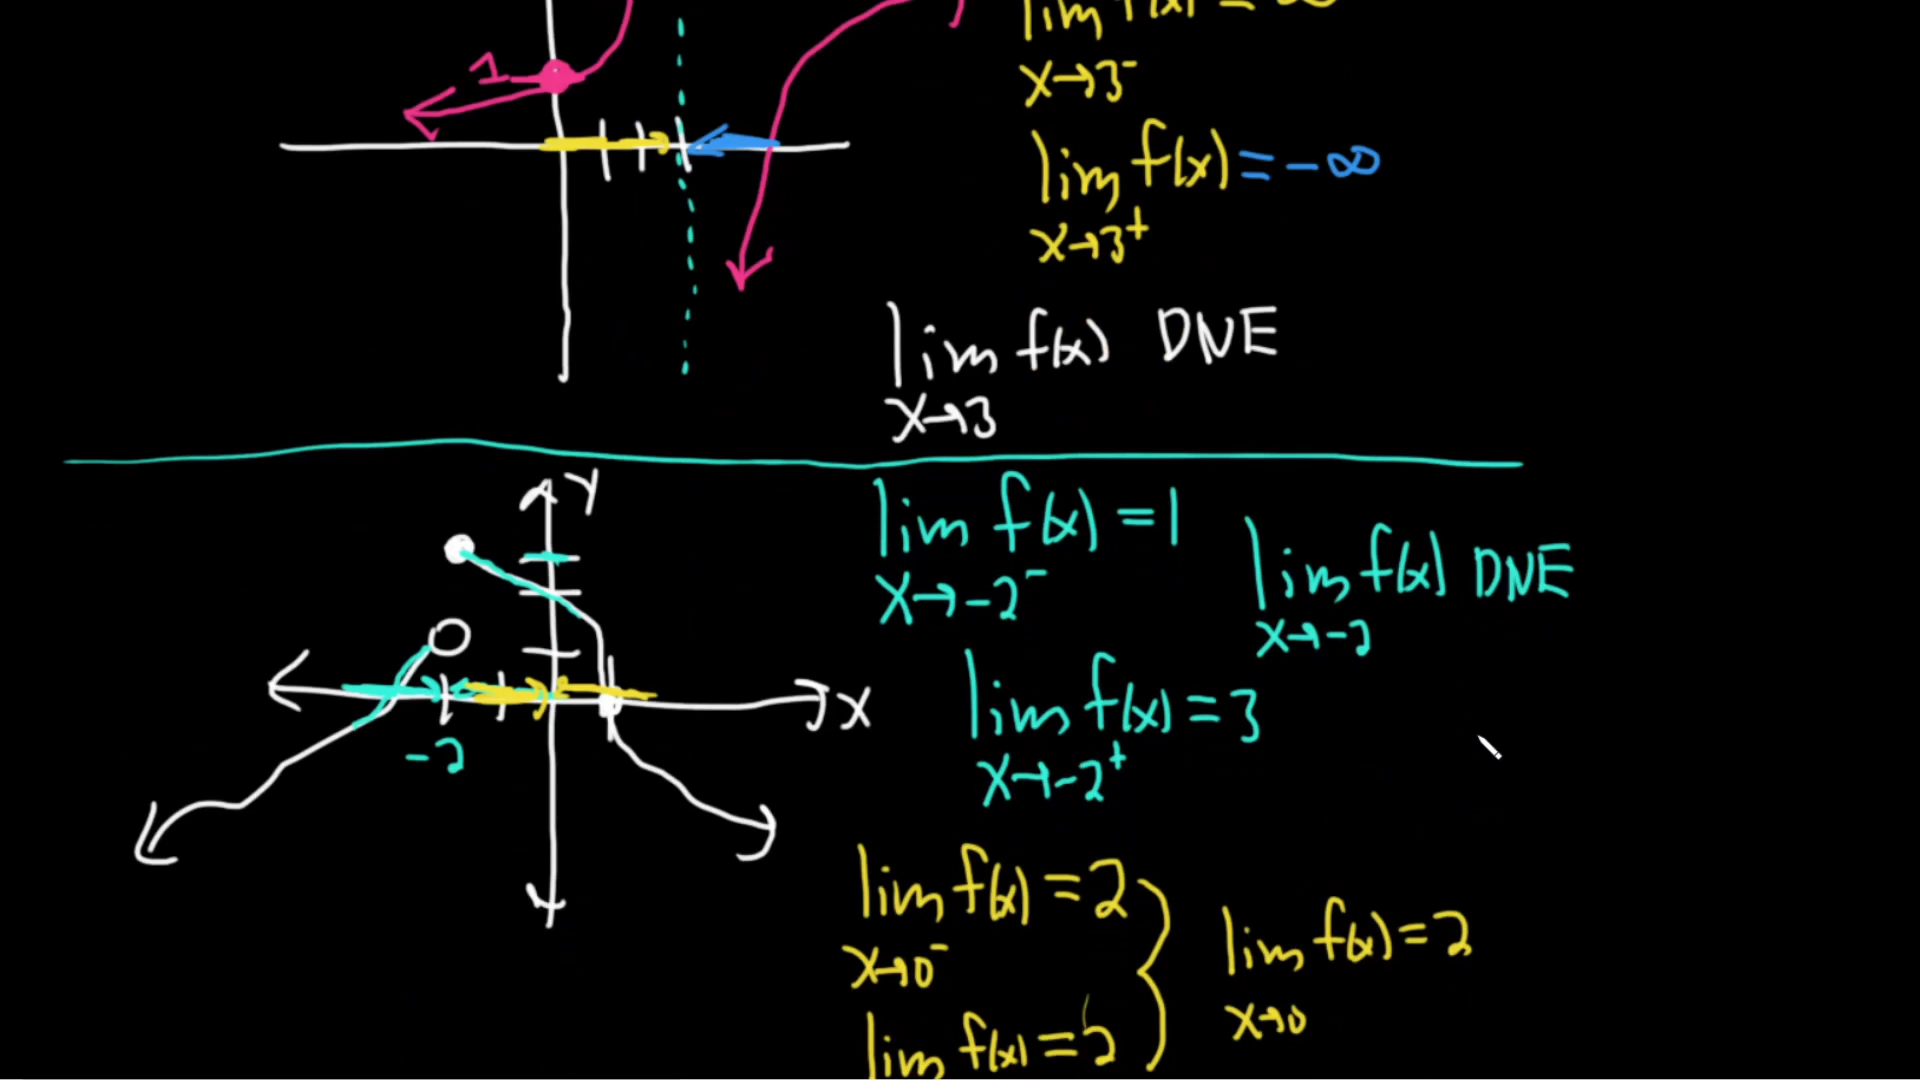 lim f(x) = ∞
x→3⁻
1
lim f(x) = -∞
x→3⁺
lim f(x) DNE
x→3
Y
lim f(x) = 1
x→-2⁻
lim f(x) DNE
x→-2
X
-2
lim f(x) = 3
x→-2⁺
lim f(x) = 2
x→0⁻
lim f(x) = 2
x→0
lim f(x) = 2